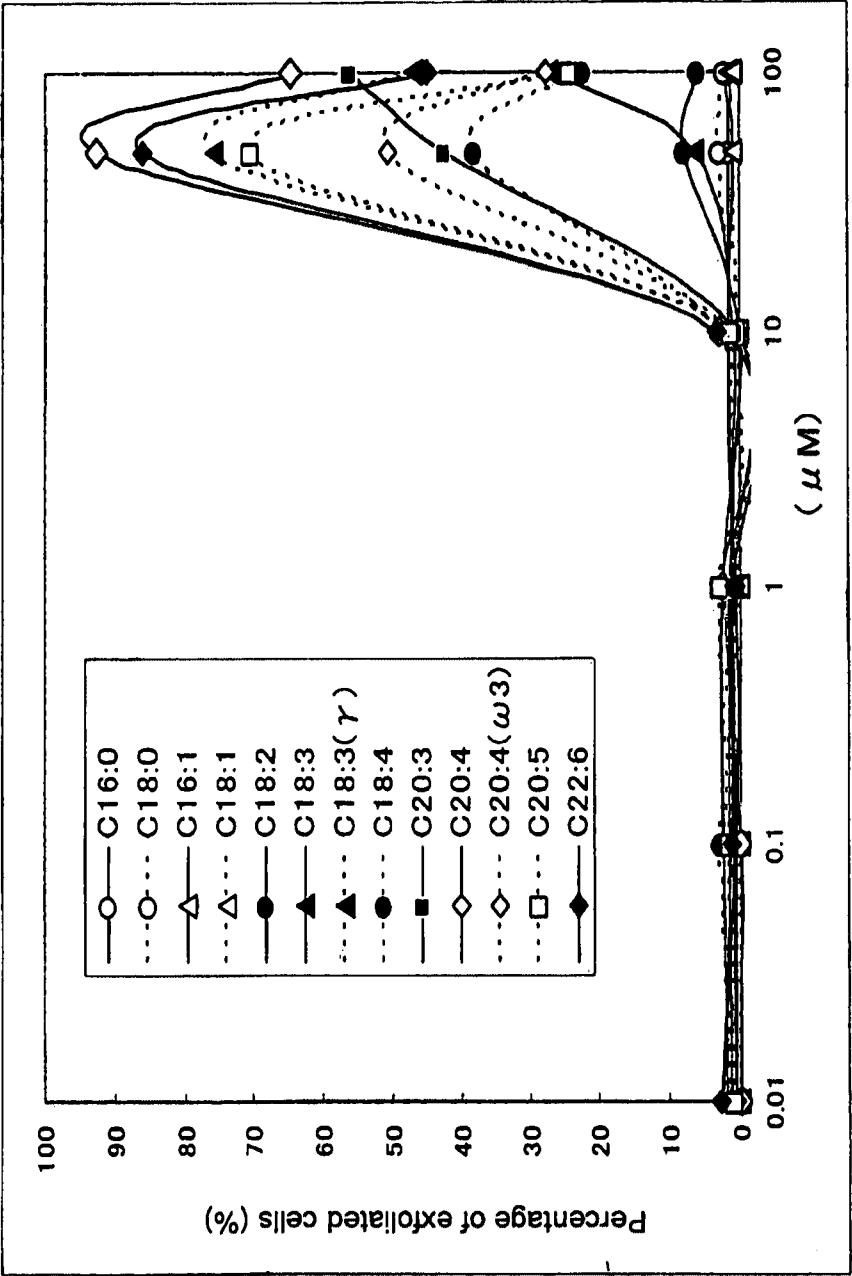 Percentage of exfoliated cells (%)
100
90
80
70
60
50
40
30
20
10
0
0.01
0.1
1
10
100
(μM)
C16:0
C18:0
C16:1
C18:1
C18:2
C18:3
C18:3(γ)
C18:4
C20:3
C20:4
C20:4(ω3)
C20:5
C22:6